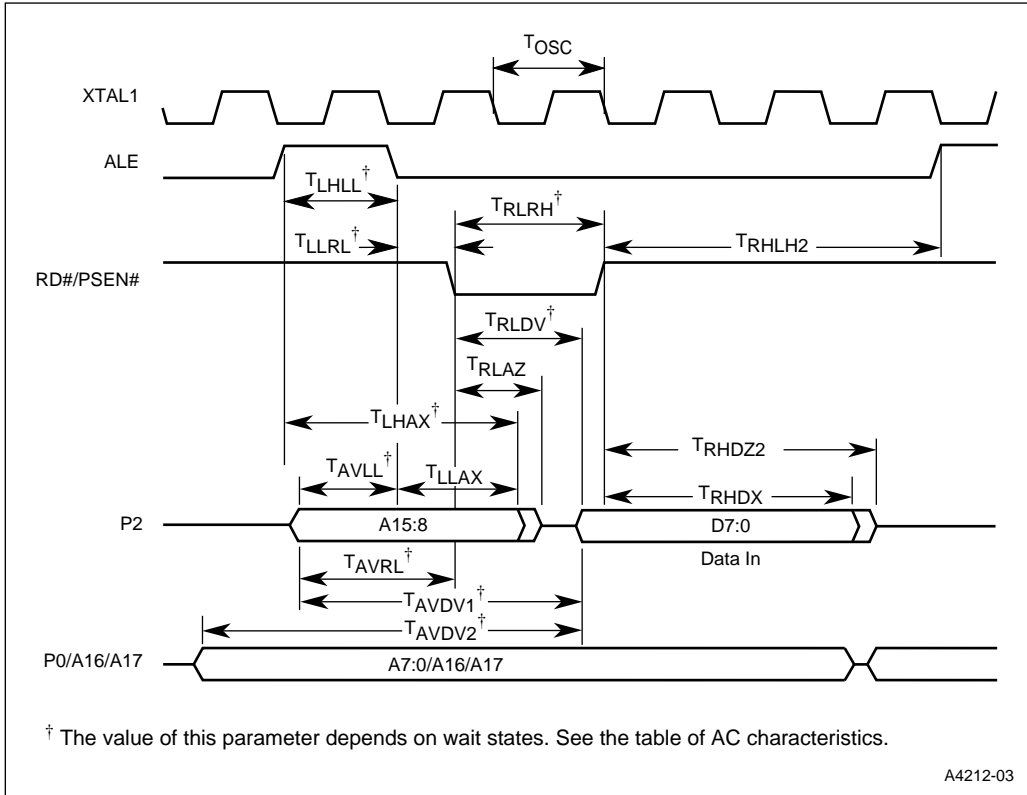 TOSC
XTAL1
ALE
TLHLL†
TRLRH†
TLLRL†
TRHLH2
RD#/PSEN#
TRLDV†
TRLAZ
TLHAX†
TRHDZ2
TAVLL†
TLLAX
TRHDX
P2
A15:8
D7:0
Data In
TAVRL†
TAVDV1†
TAVDV2†
P0/A16/A17
A7:0/A16/A17
† The value of this parameter depends on wait states. See the table of AC characteristics.
A4212-03